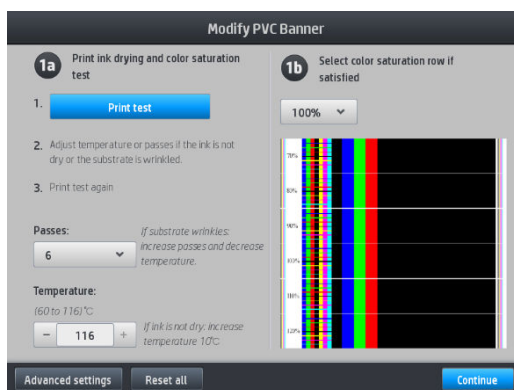 Modify PVC Banner
1a
Print ink drying and color saturation
test
1.
Print test
2. Adjust temperature or passes if the ink is not
dry or the substrate is wrinkled.
3. Print test again
Passes:
6
If substrate wrinkles:
increase passes and decrease
temperature.
Temperature:
(60 to 116)°C
− 116 +
If ink is not dry: increase
temperature 10°C
1b
Select color saturation row if
satisfied
100%
70%
80%
90%
100%
110%
120%
Advanced settings
Reset all
Continue